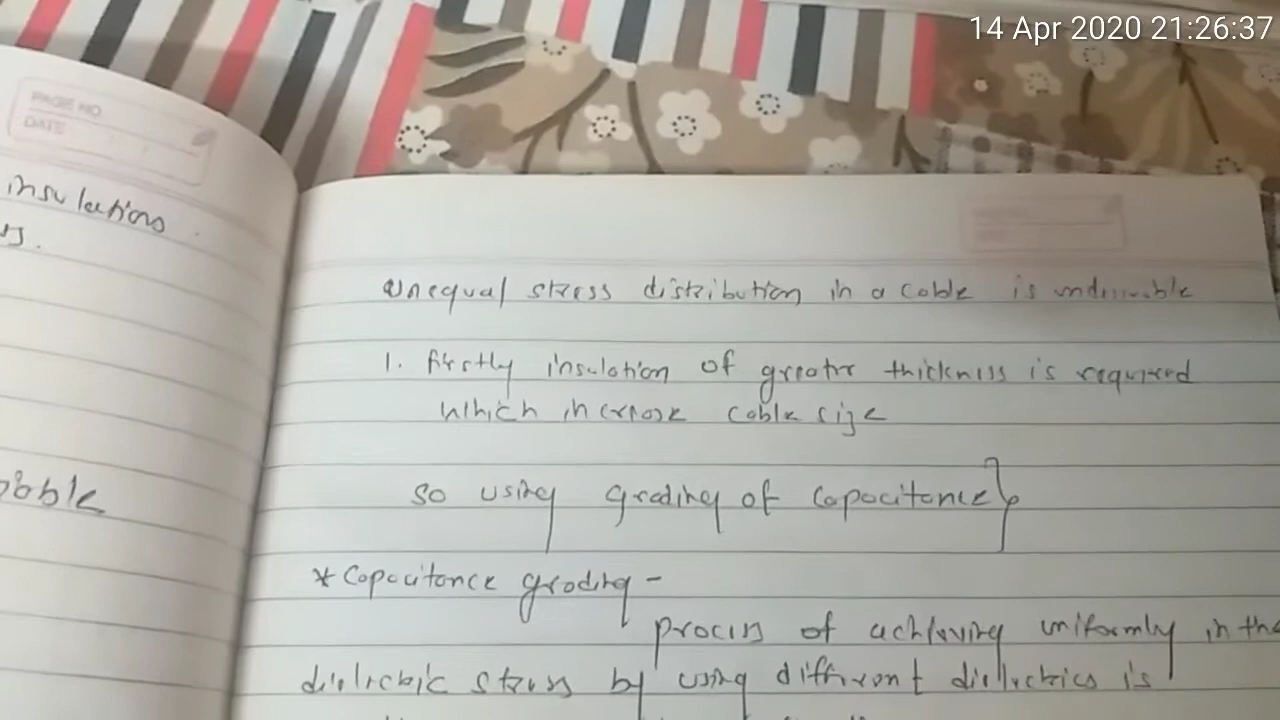 14 Apr 2020 21:26:37
PAGE NO.
DATE
insulations
rs.
able
Unequal stress distribution in a cable is undesirable
1. firstly insulation of greater thickness is required
which increase cable size
so using grading of capacitance}
* Capacitance grading -
process of achieving uniformly in the
dielectric stress by using different dielectrics is